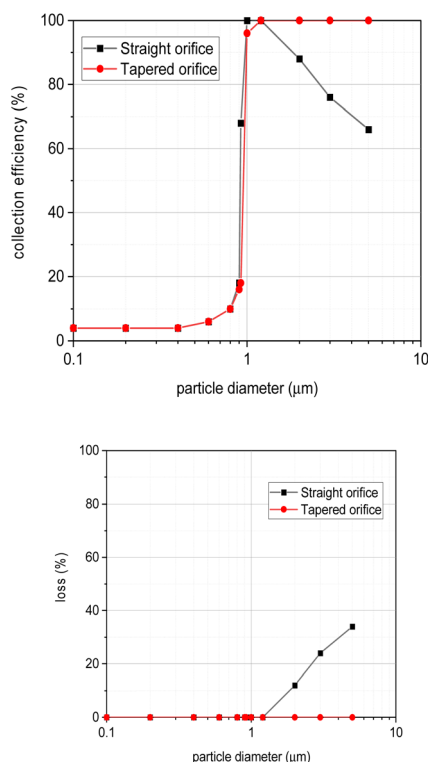 100
Straight orifice
Tapered orifice
80
60
40
20
0
collection efficiency (%)
0.1 1 10
particle diameter (μm)
100
Straight orifice
Tapered orifice
80
60
40
20
0
loss (%)
0.1 1 10
particle diameter (μm)